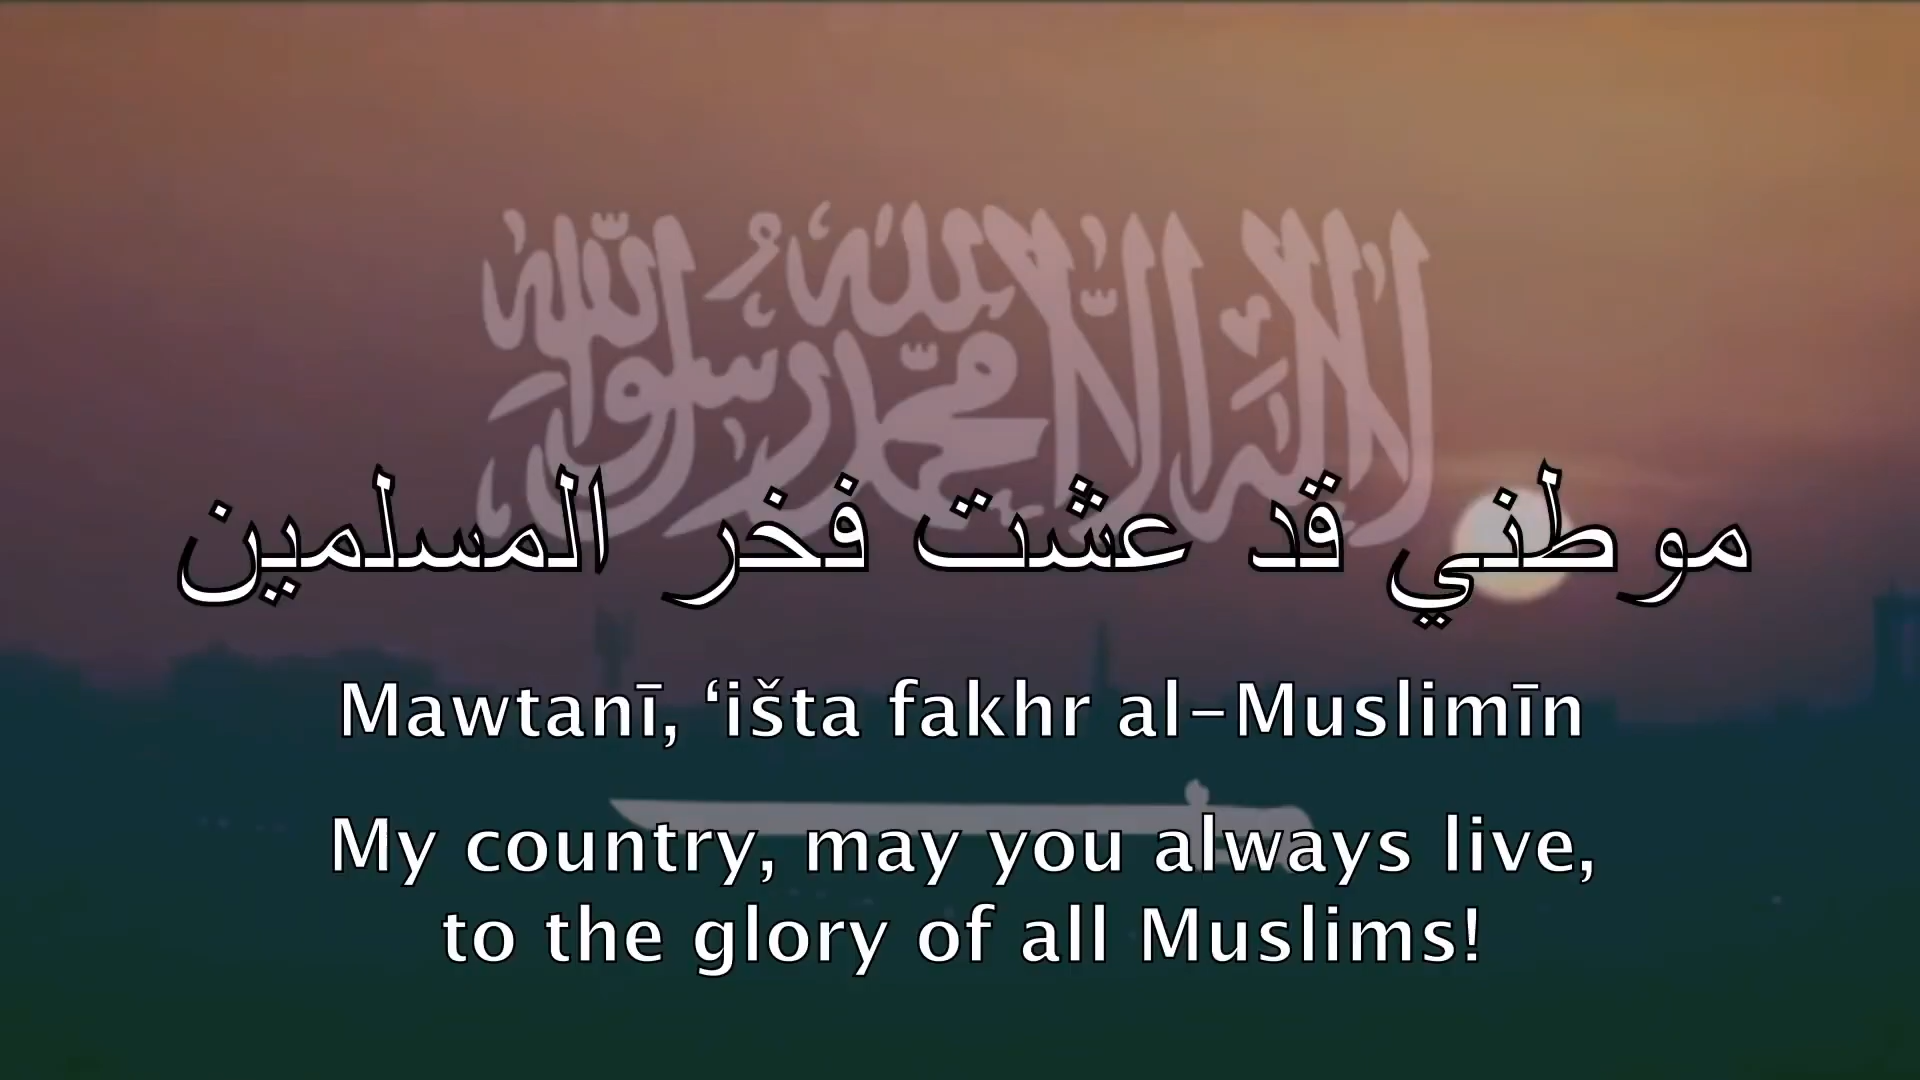 لا إله إلا الله محمد رسول الله
موطني قد عشت فخر المسلمين
Mawtanī, ‘išta fakhr al-Muslimīn
My country, may you always live,
to the glory of all Muslims!